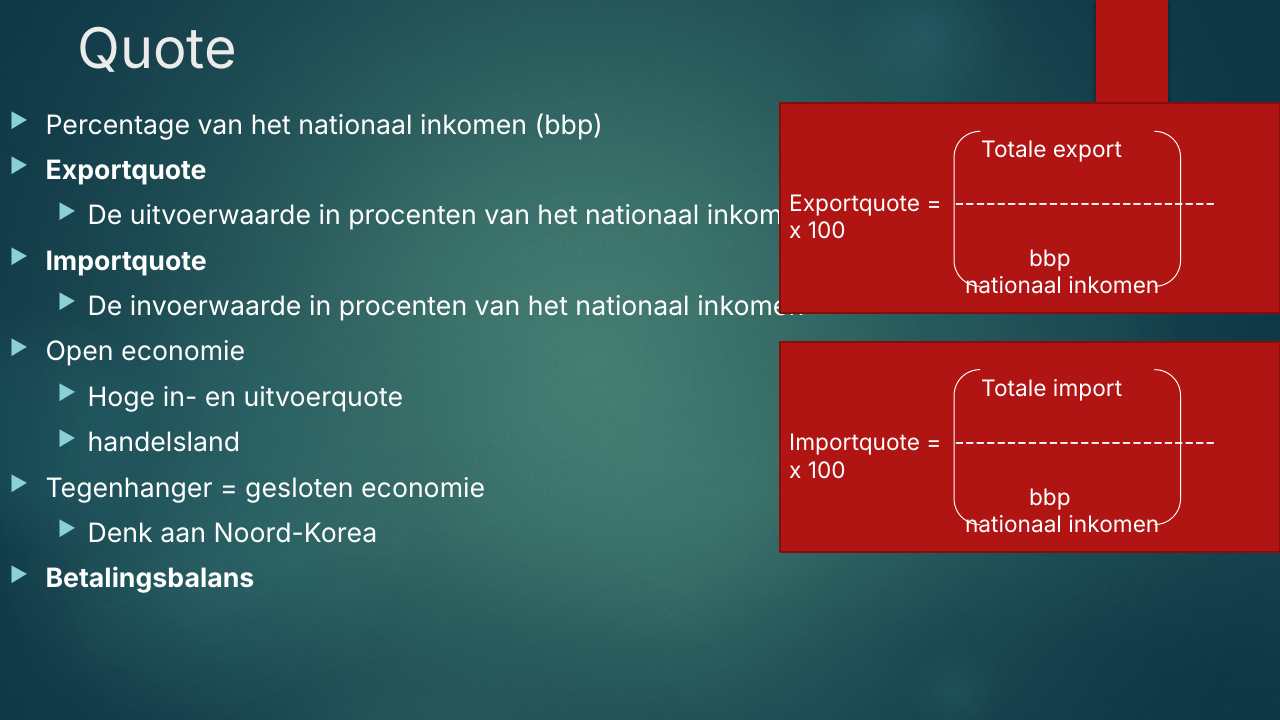 Quote
Percentage van het nationaal inkomen (bbp)
Exportquote
De uitvoerwaarde in procenten van het nationaal
Importquote
De invoerwaarde in procenten van het nationaal inkomen
Open economie
Hoge in- en uitvoerquote
handelsland
Tegenhanger = gesloten economie
Denk aan Noord-Korea
Betalingsbalans
Totale export
Exportquote = --------------------------
x 100
bbp
nationaal inkomen
Totale import
Importquote = --------------------------
x 100
bbp
nationaal inkomen